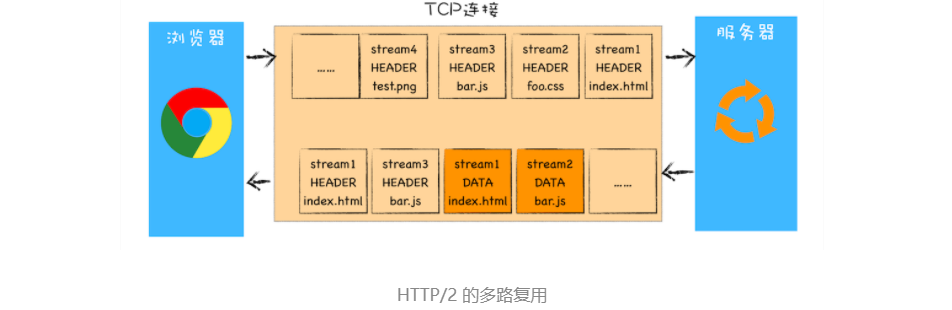 TCP连接
浏览器
服务器
……
stream4
HEADER
test.png
stream3
HEADER
bar.js
stream2
HEADER
foo.css
stream1
HEADER
index.html
stream1
HEADER
index.html
stream3
HEADER
bar.js
stream1
DATA
index.html
stream2
DATA
bar.js
……
HTTP/2 的多路复用